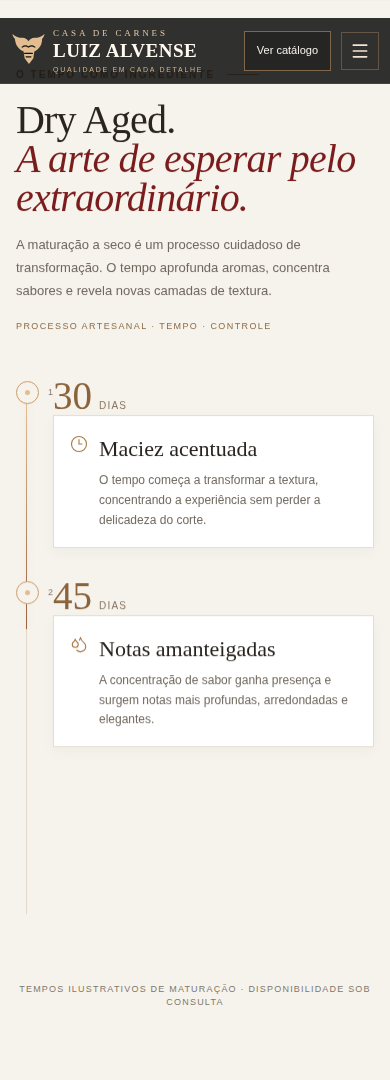 CASA DE CARNES
LUIZ ALVENSE
QUALIDADE EM CADA DETALHE
Ver catálogo
O TEMPO COMO INGREDIENTE
Dry Aged.
A arte de esperar pelo
extraordinário.
A maturação a seco é um processo cuidadoso de
transformação. O tempo aprofunda aromas, concentra
sabores e revela novas camadas de textura.
PROCESSO ARTESANAL · TEMPO · CONTROLE
1
30 DIAS
Maciez acentuada
O tempo começa a transformar a textura,
concentrando a experiência sem perder a
delicadeza do corte.
2
45 DIAS
Notas amanteigadas
A concentração de sabor ganha presença e
surgem notas mais profundas, arredondadas e
elegantes.
TEMPOS ILUSTRATIVOS DE MATURAÇÃO · DISPONIBILIDADE SOB
CONSULTA